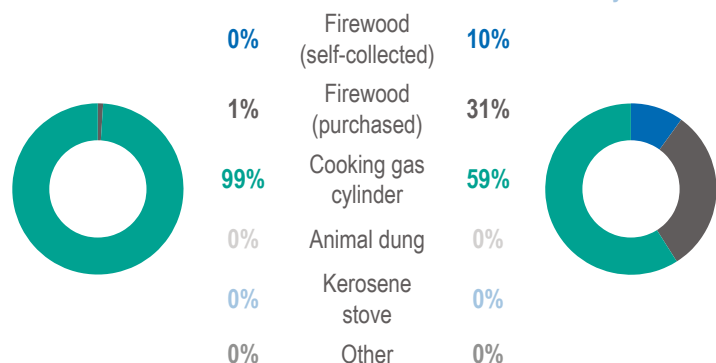 0% Firewood (self-collected) 10%
1% Firewood (purchased) 31%
99% Cooking gas cylinder 59%
0% Animal dung 0%
0% Kerosene stove 0%
0% Other 0%